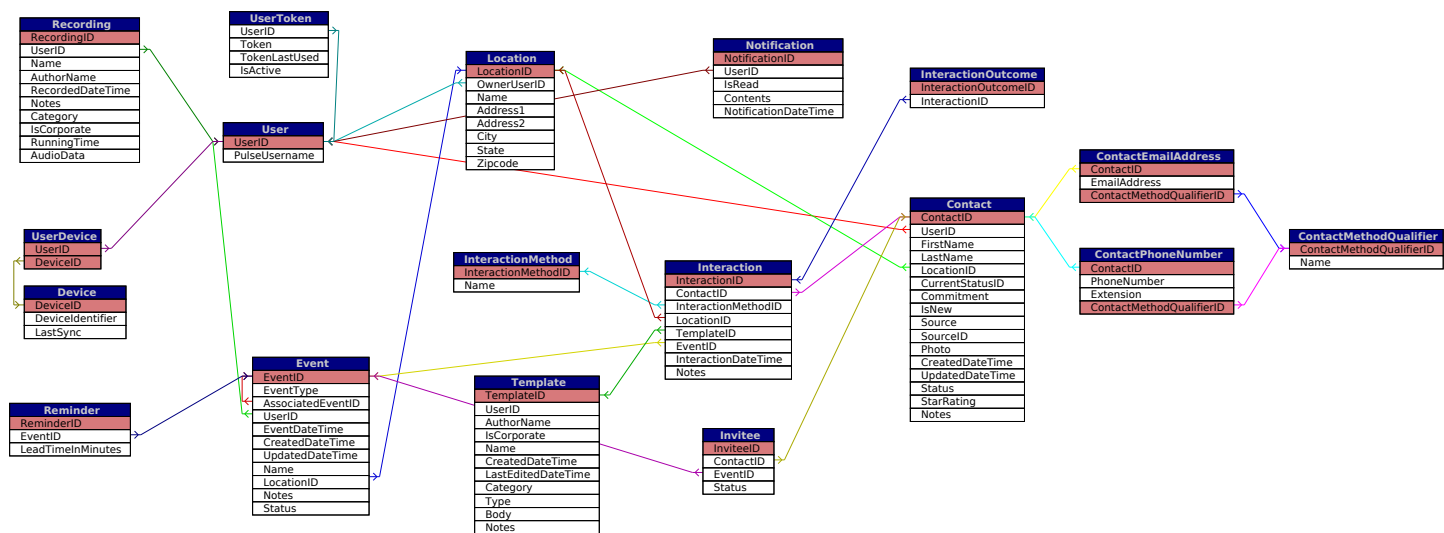 Recording
RecordingID
UserID
Name
AuthorName
RecordedDateTime
Notes
Category
IsCorporate
RunningTime
AudioData
UserToken
UserID
Token
TokenLastUsed
IsActive
User
UserID
PulseUsername
Location
LocationID
OwnerUserID
Name
Address1
Address2
City
State
Zipcode
Notification
NotificationID
UserID
IsRead
Contents
NotificationDateTime
InteractionOutcome
InteractionOutcomeID
InteractionID
ContactEmailAddress
ContactID
EmailAddress
ContactMethodQualifierID
ContactPhoneNumber
ContactID
PhoneNumber
Extension
ContactMethodQualifierID
ContactMethodQualifier
ContactMethodQualifierID
Name
Contact
ContactID
UserID
FirstName
LastName
LocationID
CurrentStatusID
Commitment
IsNew
Source
SourceID
Photo
CreatedDateTime
UpdatedDateTime
Status
StarRating
Notes
UserDevice
UserID
DeviceID
Device
DeviceID
DeviceIdentifier
LastSync
InteractionMethod
InteractionMethodID
Name
Interaction
InteractionID
ContactID
InteractionMethodID
LocationID
TemplateID
EventID
InteractionDateTime
Notes
Event
EventID
EventType
AssociatedEventID
UserID
EventDateTime
CreatedDateTime
UpdatedDateTime
Name
LocationID
Notes
Status
Reminder
ReminderID
EventID
LeadTimeInMinutes
Template
TemplateID
UserID
AuthorName
IsCorporate
Name
CreatedDateTime
LastEditedDateTime
Category
Type
Body
Notes
Invitee
InviteeID
ContactID
EventID
Status